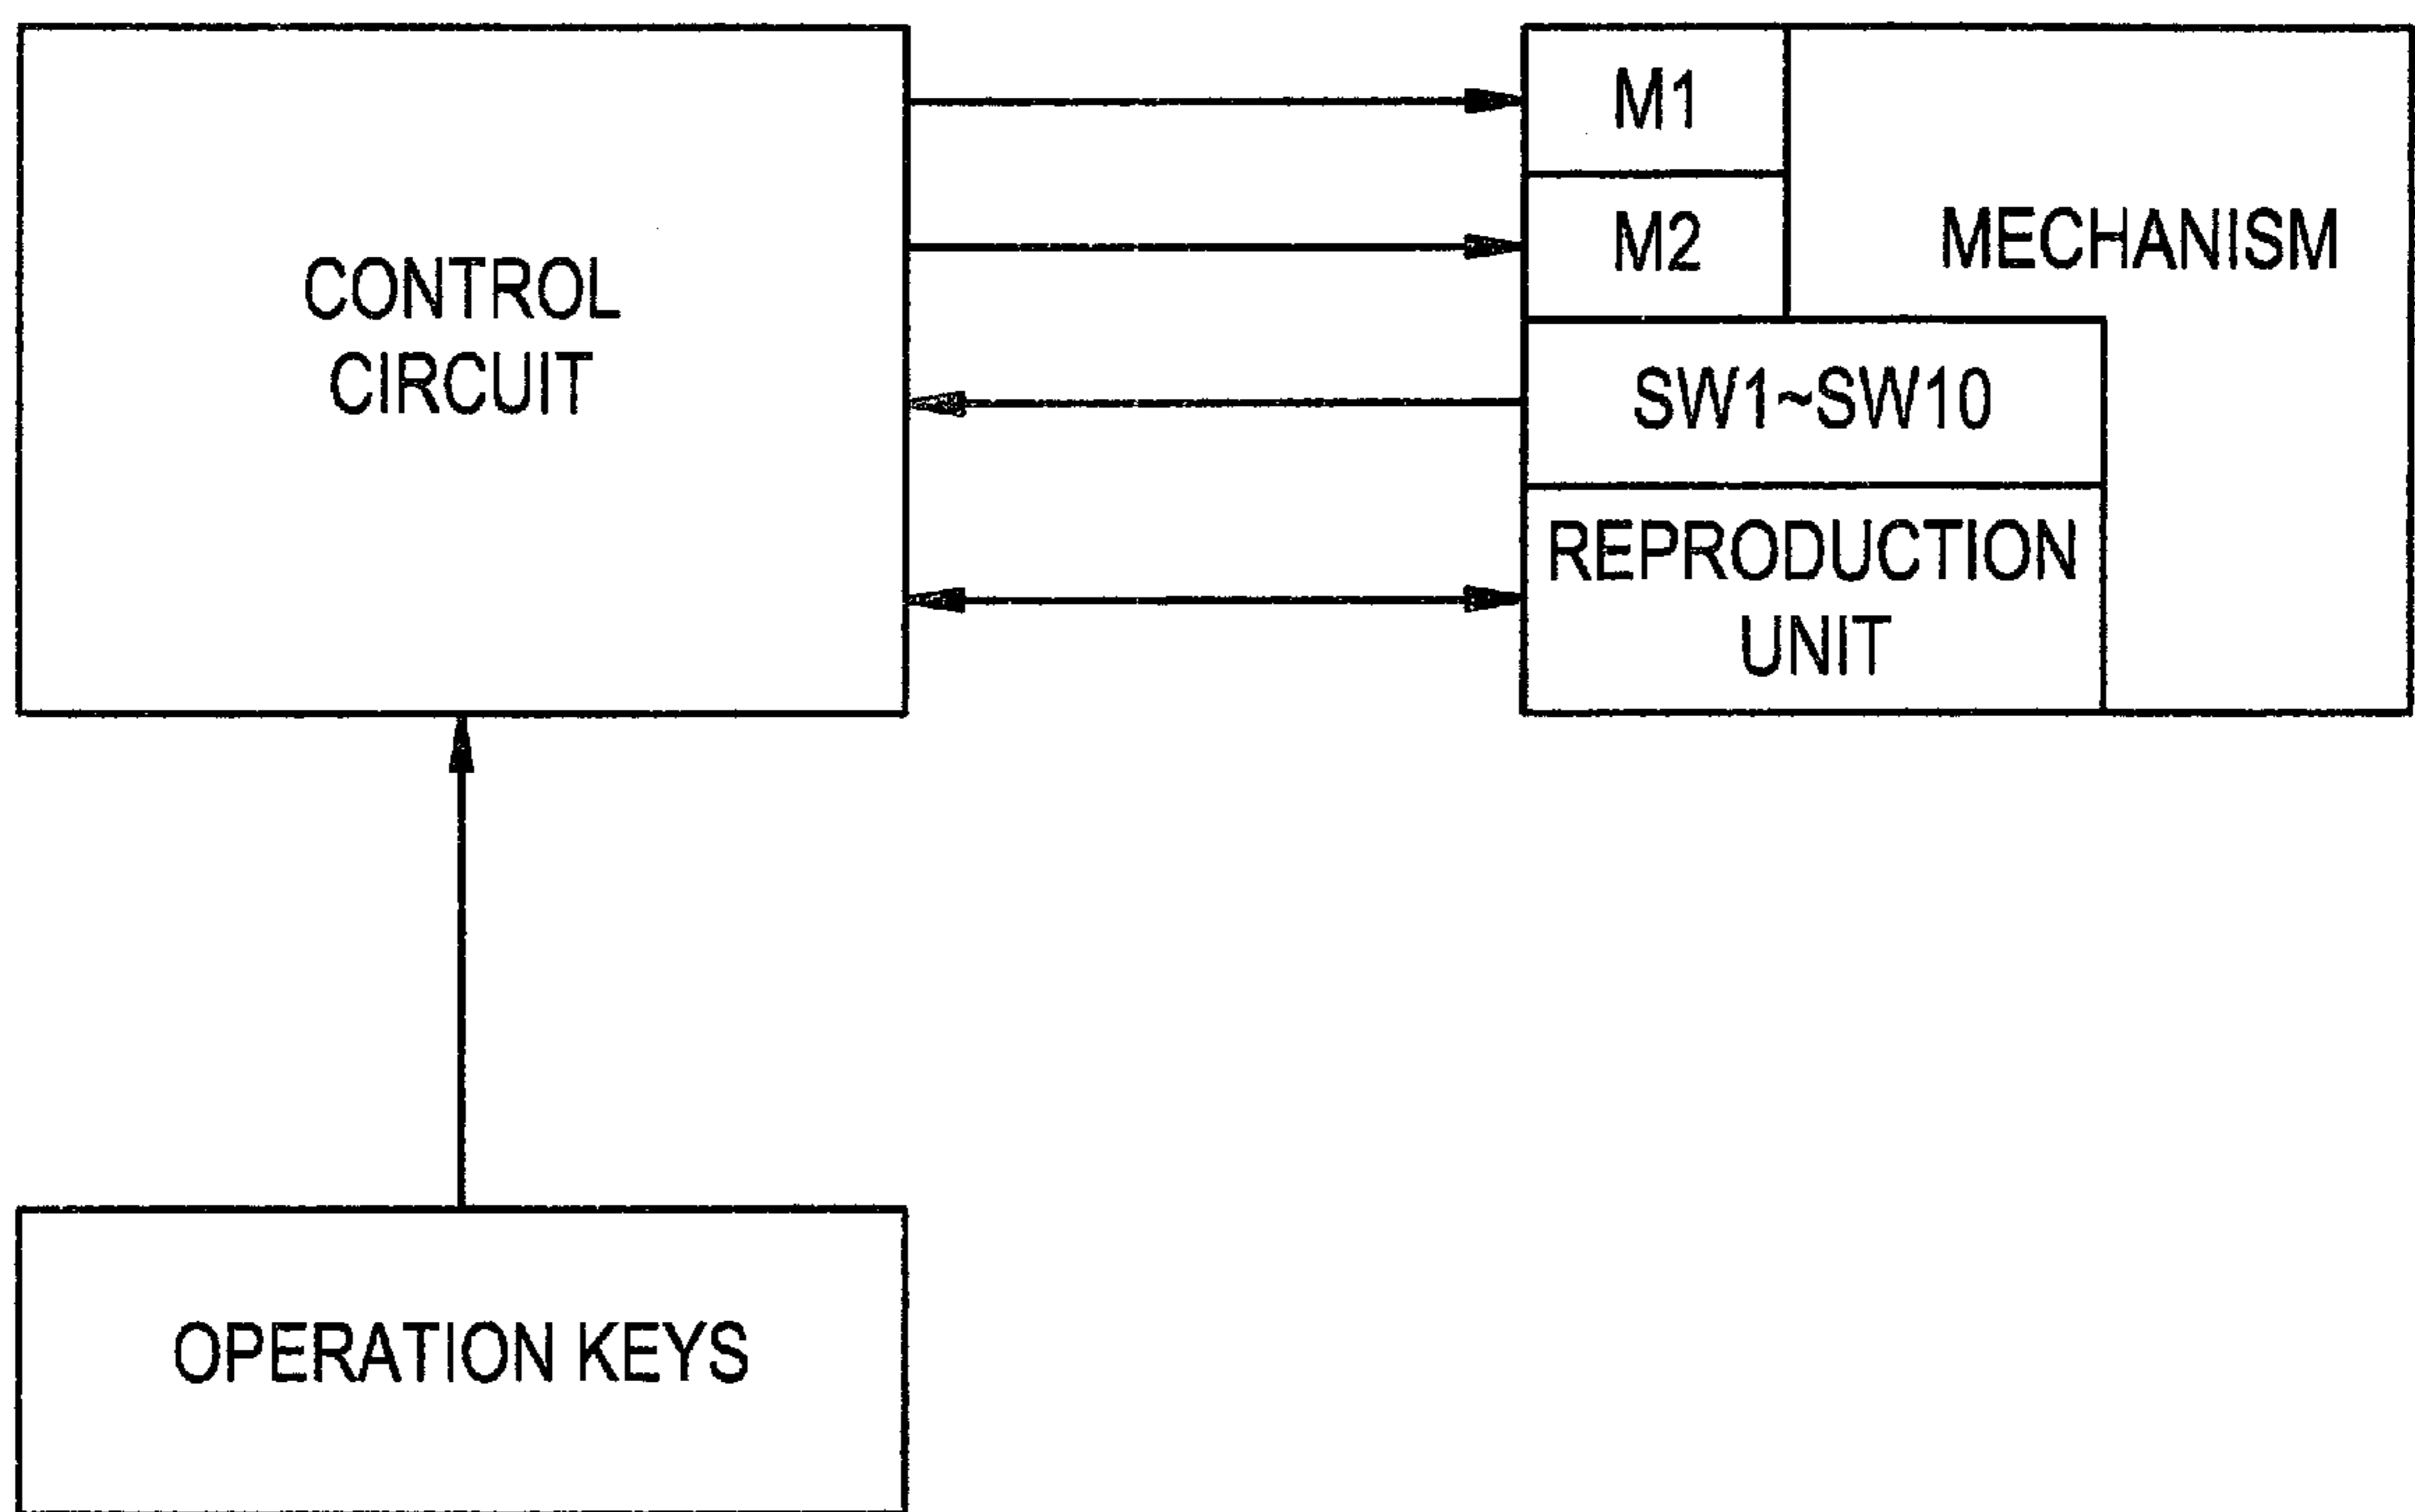 CONTROL
CIRCUIT
M1
M2
MECHANISM
SW1~SW10
REPRODUCTION
UNIT
OPERATION KEYS